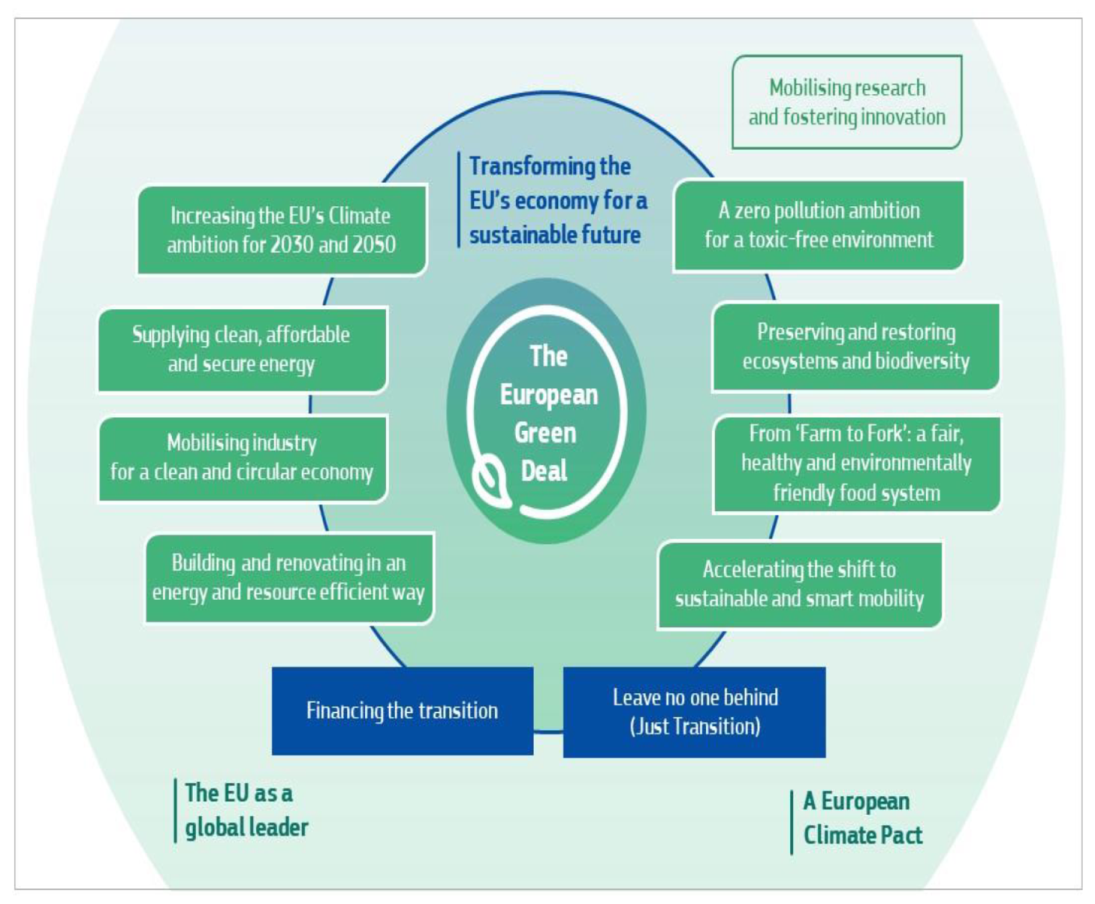 Mobilising research
and fostering innovation
Transforming the
EU's economy for a
sustainable future
Increasing the EU's Climate
ambition for 2030 and 2050
A zero pollution ambition
for a toxic-free environment
Supplying clean, affordable
and secure energy
Preserving and restoring
ecosystems and biodiversity
The
European
Green
Deal
Mobilising industry
for a clean and circular economy
From 'Farm to Fork': a fair,
healthy and environmentally
friendly food system
Building and renovating in an
energy and resource efficient way
Accelerating the shift to
sustainable and smart mobility
Financing the transition
Leave no one behind
(Just Transition)
The EU as a
global leader
A European
Climate Pact